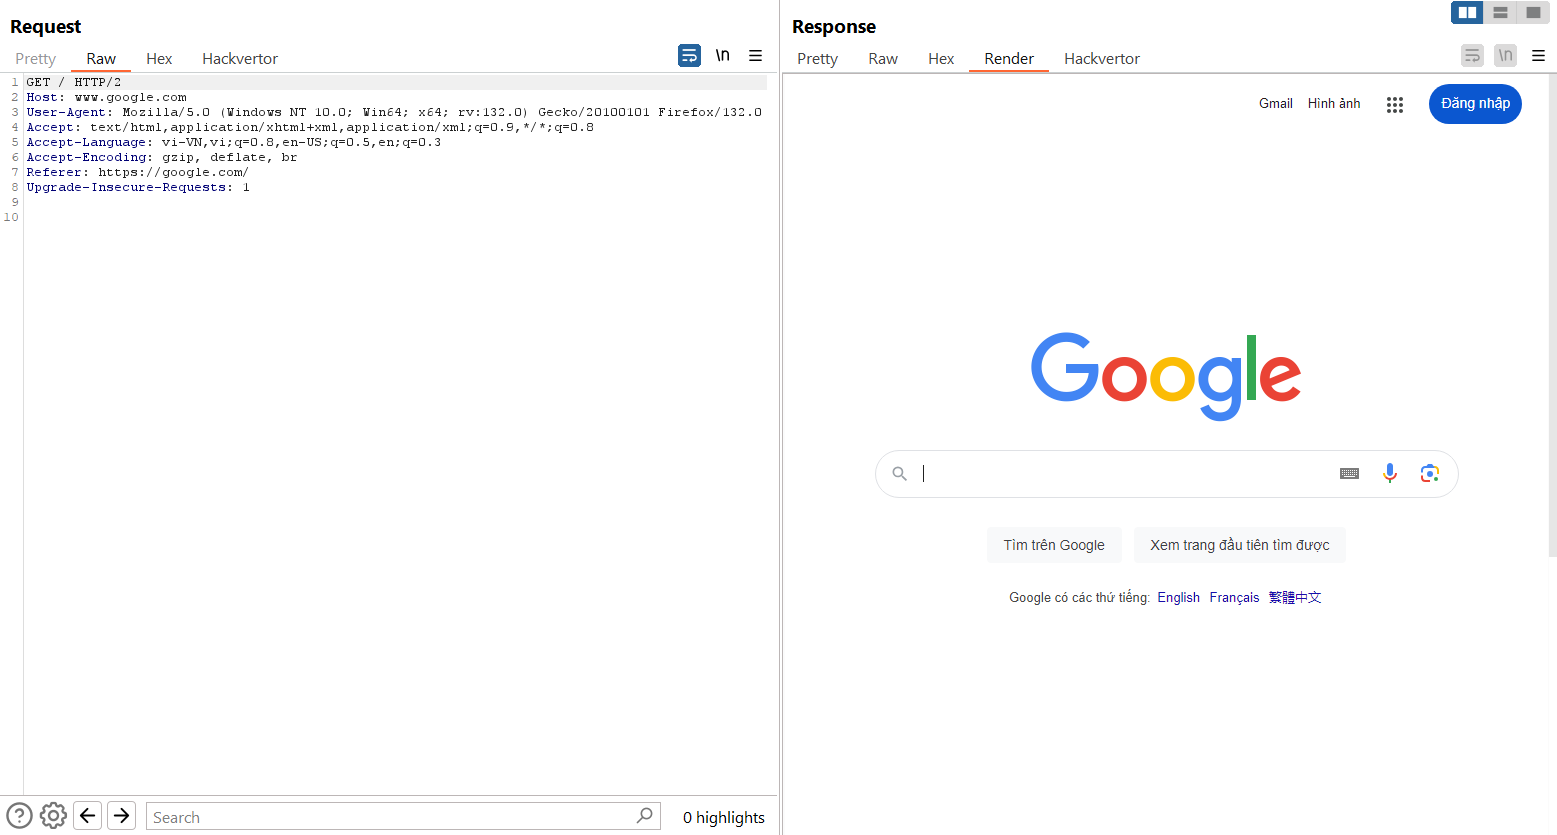 Request
Pretty Raw Hex Hackvertor \n
1 GET / HTTP/2
2 Host: www.google.com
3 User-Agent: Mozilla/5.0 (Windows NT 10.0; Win64; x64; rv:132.0) Gecko/20100101 Firefox/132.0
4 Accept: text/html,application/xhtml+xml,application/xml;q=0.9,*/*;q=0.8
5 Accept-Language: vi-VN,vi;q=0.8,en-US;q=0.5,en;q=0.3
6 Accept-Encoding: gzip, deflate, br
7 Referer: https://google.com/
8 Upgrade-Insecure-Requests: 1
9
10
? Search 0 highlights
Response
Pretty Raw Hex Render Hackvertor \n
Gmail Hình ảnh Đăng nhập
Google
Tìm trên Google Xem trang đầu tiên tìm được
Google có các thứ tiếng: English Français 繁體中文